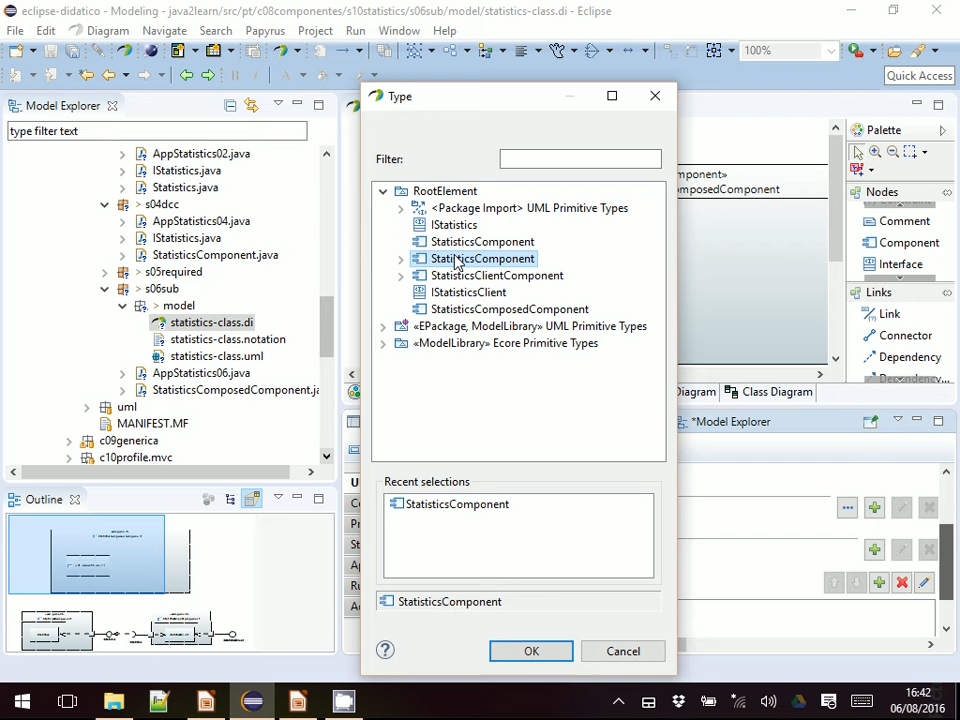 eclipse-didatico - Modeling - java2learn/src/pt/c08componentes/s10statistics/s06sub/model/statistics-class.di - Eclipse
File Edit Diagram Navigate Search Papyrus Project Run Window Help
100%
Quick Access
Model Explorer
type filter text
AppStatistics02.java
IStatistics.java
Statistics.java
> s04dcc
AppStatistics04.java
IStatistics.java
StatisticsComponent.java
> s05required
> s06sub
> model
statistics-class.di
statistics-class.notation
statistics-class.uml
AppStatistics06.java
StatisticsComposedComponent.ja
uml
MANIFEST.MF
c09generica
c10profile.mvc
Outline
Type
Filter:
RootElement
<Package Import> UML Primitive Types
IStatistics
StatisticsComponent
StatisticsComponent
StatisticsClientComponent
IStatisticsClient
StatisticsComposedComponent
«EPackage, ModelLibrary» UML Primitive Types
«ModelLibrary» Ecore Primitive Types
Recent selections
StatisticsComponent
StatisticsComponent
OK
Cancel
mponent»
omposedComponent
Palette
Nodes
Comment
Component
Interface
Links
Link
Connector
Dependency
Diagram
Class Diagram
*Model Explorer
16:42
06/08/2016